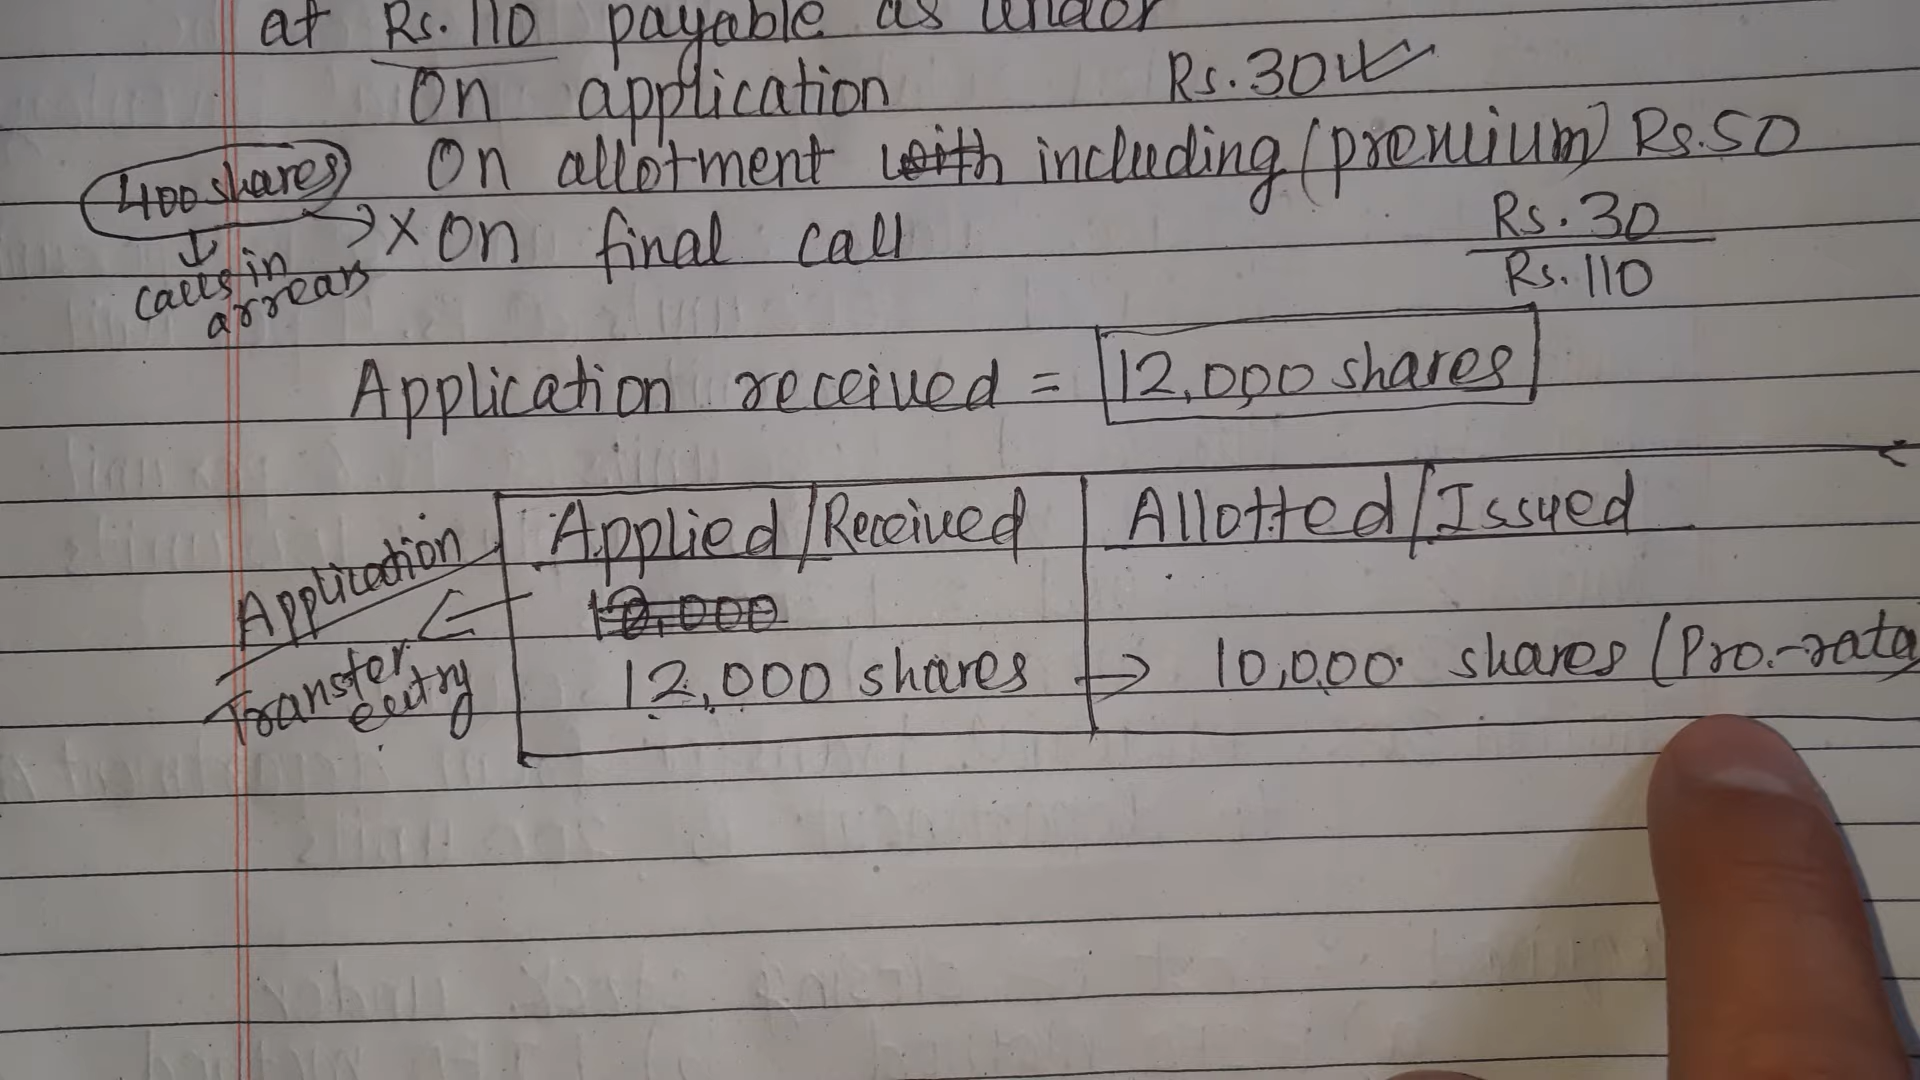 at Rs. 110 payable as under
On application Rs. 30
400 shares On allotment with including (premium) Rs. 50
X On final call Rs. 30
calls in arrears
Rs. 110
Application received = 12,000 shares
Applied/Received Allotted/Issued
Application
12,000 shares → 10,000 shares (Pro-rata
Transfer entry